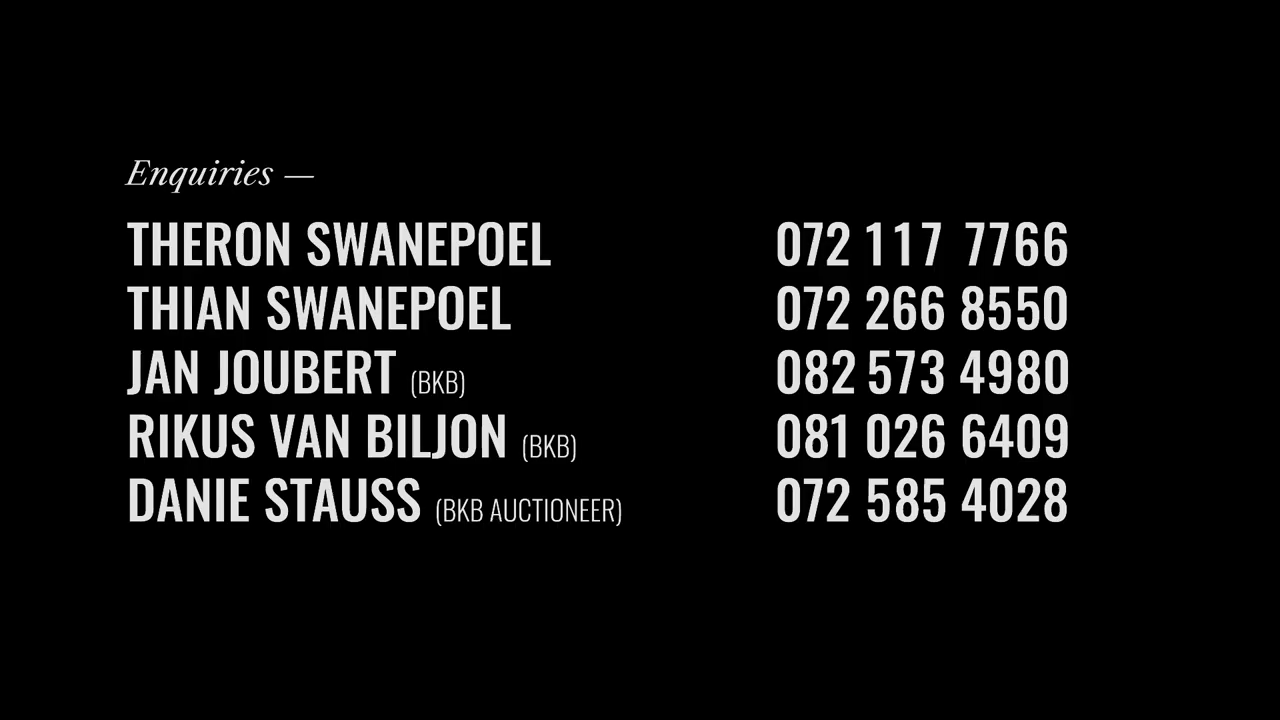 Enquiries —
THERON SWANEPOEL 072 117 7766
THIAN SWANEPOEL 072 266 8550
JAN JOUBERT (BKB) 082 573 4980
RIKUS VAN BILJON (BKB) 081 026 6409
DANIE STAUSS (BKB AUCTIONEER) 072 585 4028